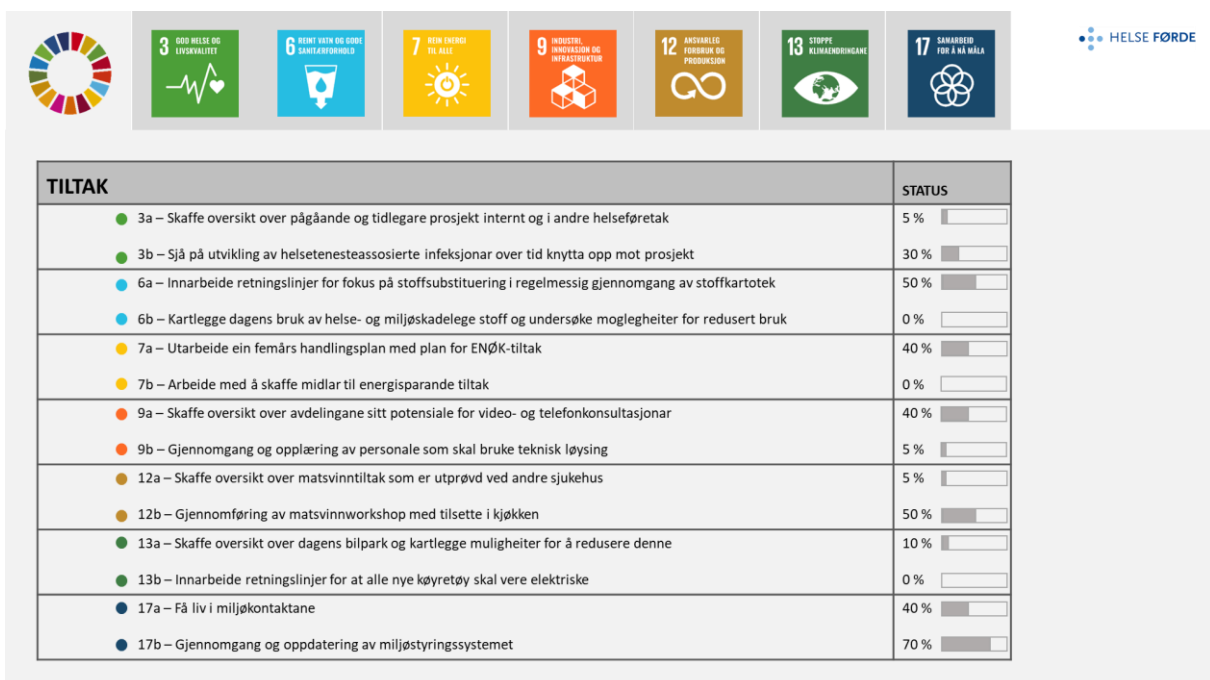 3 GOD HELSE OG
LIVSKVALITET
6 REINT VATN OG GODE
SANITÆRFORHOLD
7 REIN ENERGI
TIL ALLE
9 INDUSTRI,
INNOVASJON OG
INFRASTRUKTUR
12 ANSVARLEG
FORBRUK OG
PRODUKSJON
13 STOPPE
KLIMAENDRINGANE
17 SAMARBEID
FOR Å NÅ MÅLA
HELSE FØRDE
TILTAK STATUS
3a – Skaffe oversikt over pågåande og tidlegare prosjekt internt og i andre helseføretak 5 %
3b – Sjå på utvikling av helsetenesteassosierte infeksjonar over tid knytta opp mot prosjekt 30 %
6a – Innarbeide retningslinjer for fokus på stoffsubstituering i regelmessig gjennomgang av stoffkartotek 50 %
6b – Kartlegge dagens bruk av helse- og miljøskadelege stoff og undersøke moglegheiter for redusert bruk 0 %
7a – Utarbeide ein femårs handlingsplan med plan for ENØK-tiltak 40 %
7b – Arbeide med å skaffe midlar til energisparande tiltak 0 %
9a – Skaffe oversikt over avdelingane sitt potensiale for video- og telefonkonsultasjonar 40 %
9b – Gjennomgang og opplæring av personale som skal bruke teknisk løysing 5 %
12a – Skaffe oversikt over matsvinntiltak som er utprøvd ved andre sjukehus 5 %
12b – Gjennomføring av matsvinnworkshop med tilsette i kjøkken 50 %
13a – Skaffe oversikt over dagens bilpark og kartlegge muligheiter for å redusere denne 10 %
13b – Innarbeide retningslinjer for at alle nye køyretøy skal vere elektriske 0 %
17a – Få liv i miljøkontaktane 40 %
17b – Gjennomgang og oppdatering av miljøstyringssystemet 70 %